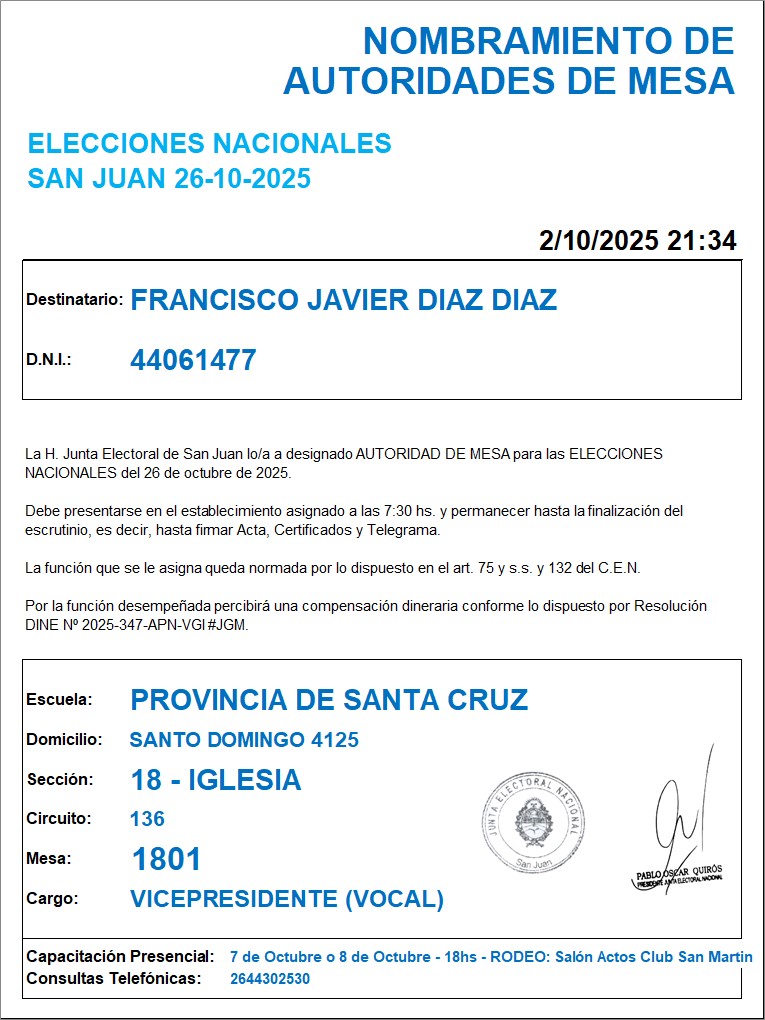 NOMBRAMIENTO DE
AUTORIDADES DE MESA
ELECCIONES NACIONALES
SAN JUAN 26-10-2025
2/10/2025 21:34
Destinatario: FRANCISCO JAVIER DIAZ DIAZ
D.N.I.: 44061477
La H. Junta Electoral de San Juan lo/a a designado AUTORIDAD DE MESA para las ELECCIONES
NACIONALES del 26 de octubre de 2025.
Debe presentarse en el establecimiento asignado a las 7:30 hs. y permanecer hasta la finalización del
escrutinio, es decir, hasta firmar Acta, Certificados y Telegrama.
La función que se le asigna queda normada por lo dispuesto en el art. 75 y s.s. y 132 del C.E.N.
Por la función desempeñada percibirá una compensación dineraria conforme lo dispuesto por Resolución
DINE Nº 2025-347-APN-VGI#JGM.
Escuela: PROVINCIA DE SANTA CRUZ
Domicilio: SANTO DOMINGO 4125
Sección: 18 - IGLESIA
Circuito: 136
Mesa: 1801
Cargo: VICEPRESIDENTE (VOCAL)
JUNTA ELECTORAL NACIONAL
San Juan
PABLO OSCAR QUIRÓS
PRESIDENTE JUNTA ELECTORAL NACIONAL
Capacitación Presencial: 7 de Octubre o 8 de Octubre - 18hs - RODEO: Salón Actos Club San Martin
Consultas Telefónicas: 2644302530